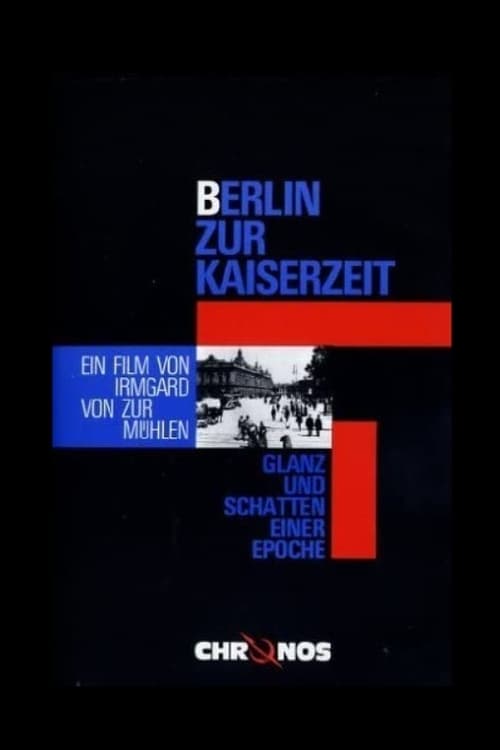 BERLIN
ZUR
KAISERZEIT
EIN FILM VON
IRMGARD
VON ZUR
MÜHLEN
GLANZ
UND
SCHATTEN
EINER
EPOCHE
CHRONOS